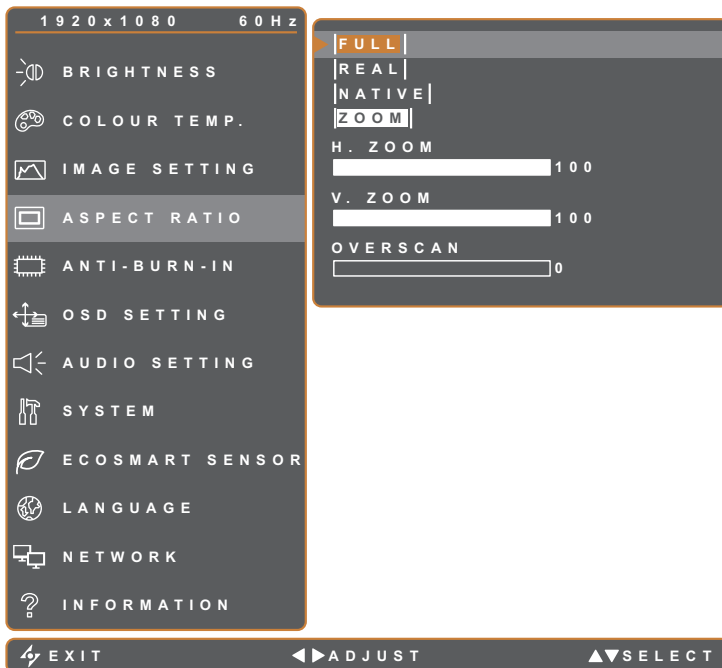 1920x1080 60Hz
BRIGHTNESS
COLOUR TEMP.
IMAGE SETTING
ASPECT RATIO
ANTI-BURN-IN
OSD SETTING
AUDIO SETTING
SYSTEM
ECOSMART SENSOR
LANGUAGE
NETWORK
INFORMATION
FULL
REAL
NATIVE
ZOOM
H. ZOOM
100
V. ZOOM
100
OVERSCAN
0
EXIT ADJUST SELECT